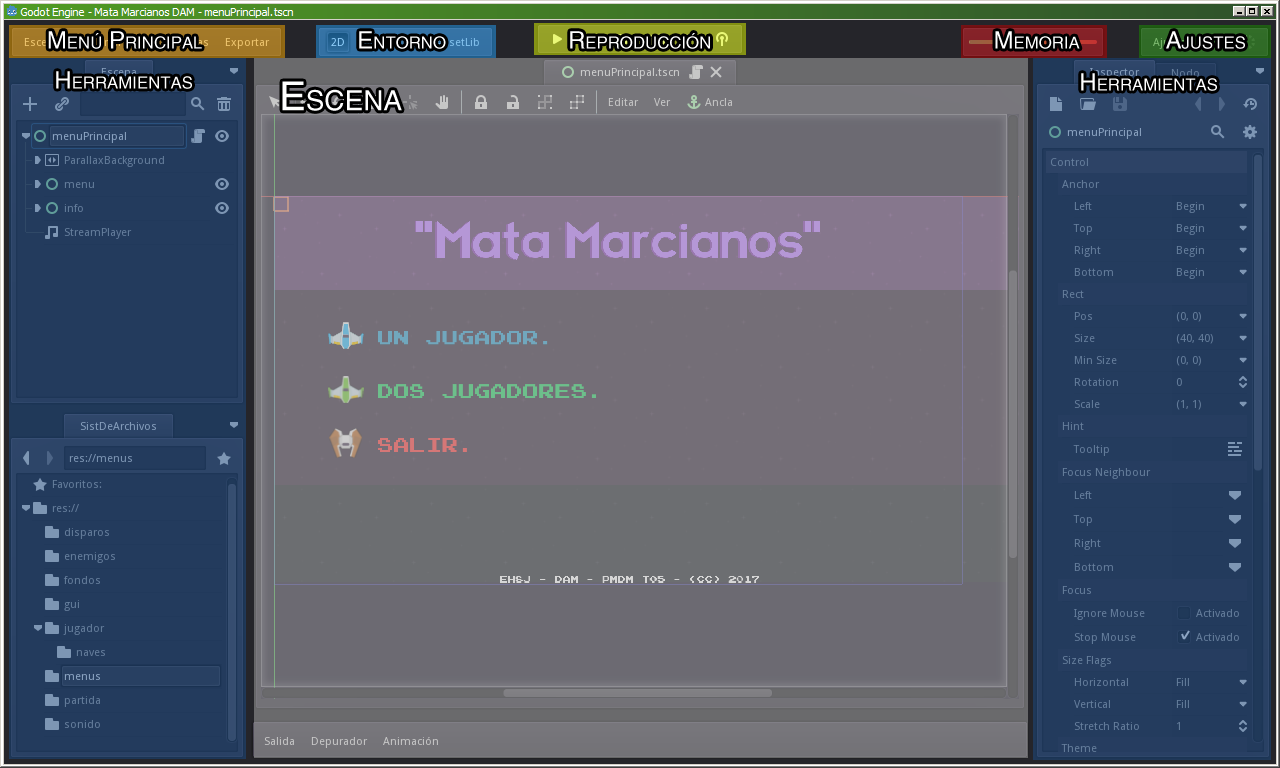 Godot Engine - Mata Marcianos DAM - menuPrincipal.tscn
Menú Principal
Exportar
2D
Entorno
Reproducción
Memoria
Ajustes
Escena
Herramientas
menuPrincipal
ParallaxBackground
menu
info
StreamPlayer
SistDeArchivos
res://menus
Favoritos:
res://
disparos
enemigos
fondos
gui
jugador
naves
menus
partida
sonido
menuPrincipal.tscn
Escena
Editar Ver Ancla
"Mata Marcianos"
UN JUGADOR.
DOS JUGADORES.
SALIR.
EHSJ - DAM - PMDM T05 - (CC) 2017
Salida Depurador Animación
Inspector Nodo
Herramientas
menuPrincipal
Control
Anchor
Left Begin
Top Begin
Right Begin
Bottom Begin
Rect
Pos (0, 0)
Size (40, 40)
Min Size (0, 0)
Rotation 0
Scale (1, 1)
Hint
Tooltip
Focus Neighbour
Left
Top
Right
Bottom
Focus
Ignore Mouse Activado
Stop Mouse Activado
Size Flags
Horizontal Fill
Vertical Fill
Stretch Ratio 1
Theme